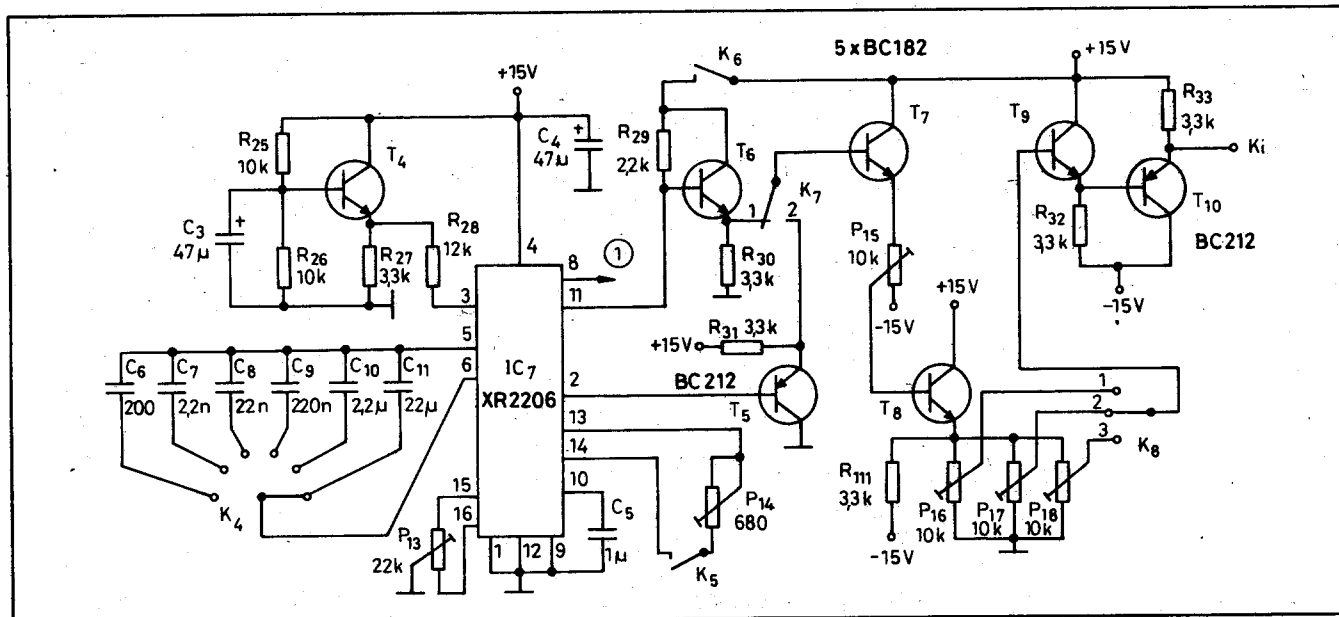 5xBC182
K6
+15V
+15V
R25
10k
T4
C4
47µ
+
R29
22k
T6
T7
T9
R33
3,3k
Ki
C3
47µ
+
R26
10k
R27
3,3k
R28
12k
4
K7
1
2
R30
3,3k
P15
10k
R32
3,3k
T10
BC212
8
1
11
3
-15V
+15V
-15V
R31 3,3k
+15V
C6
200
C7
2,2n
C8
22n
C9
220n
C10
2,2µ
C11
22µ
5
6
IC7
XR2206
2
BC212
T5
T8
1
2
3
K8
13
14
10
15
16
K4
P13
22k
1
12
9
C5
1µ
P14
680
K5
R111
3,3k
-15V
P16
10k
P17
10k
P18
10k